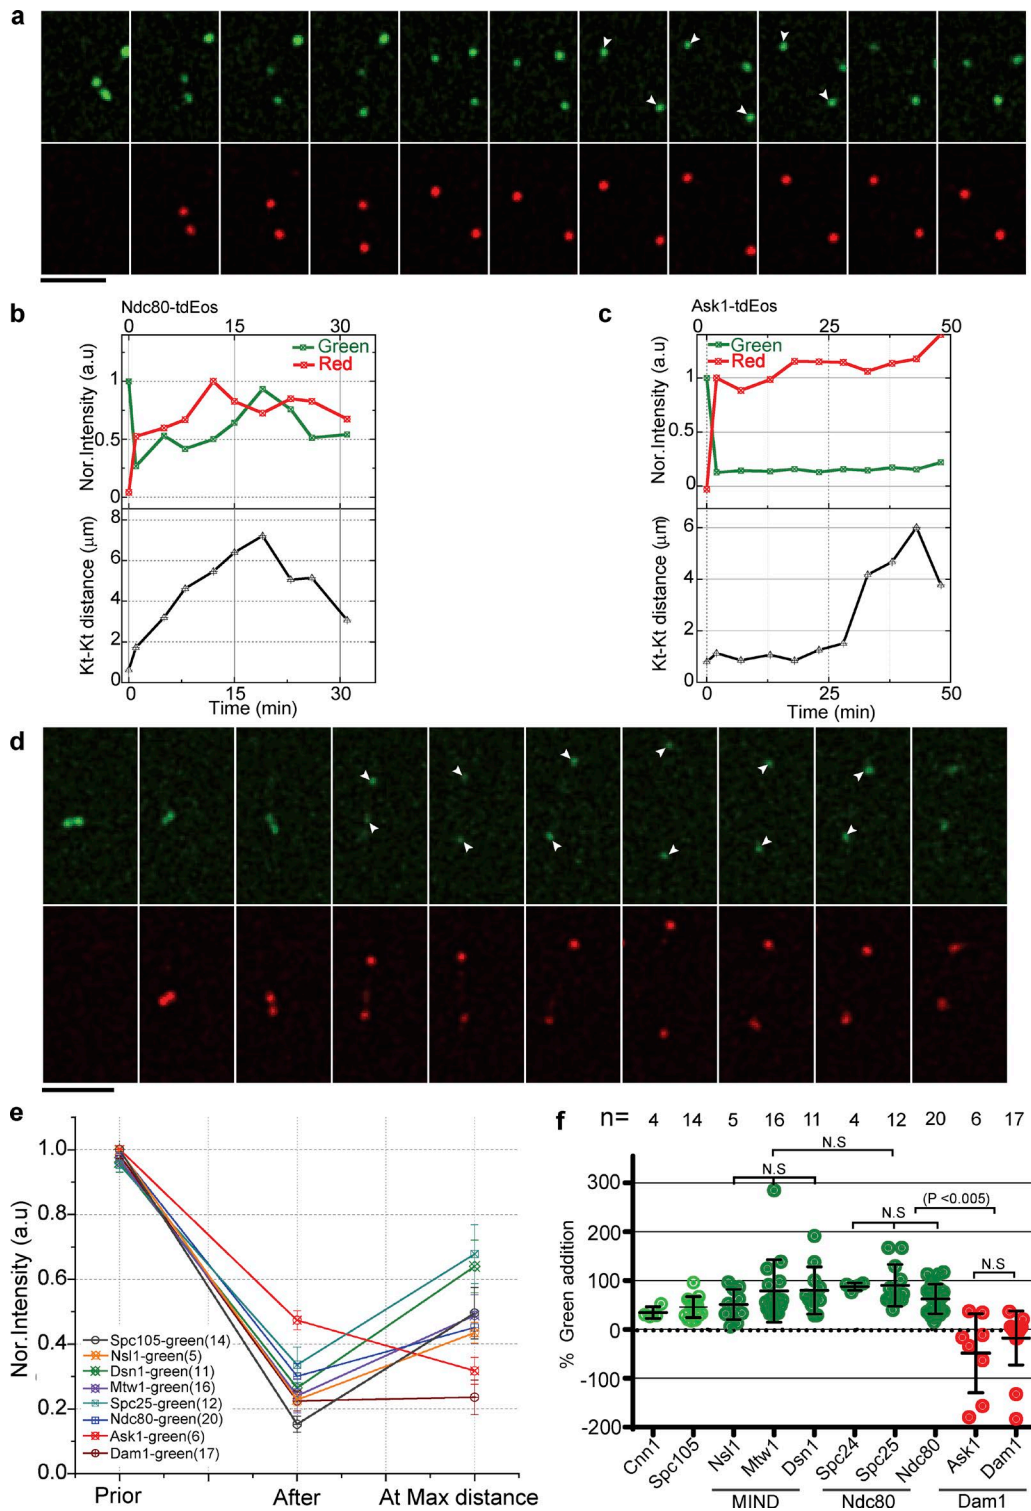 a
b
Ndc80-tdEos
0 15 30
Green
Red
Nor.Intensity (a.u)
1
0.5
0
Kt-Kt distance (µm)
8
6
4
2
0
0 15 30
Time (min)
c
Ask1-tdEos
0 25 50
Green
Red
Nor.Intensity (a.u)
1
0.5
0
Kt-Kt distance (µm)
6
4
2
0
0 25 50
Time (min)
d
e
Nor.Intensity (a.u)
1.0
0.8
0.6
0.4
0.2
0.0
Spc105-green(14)
Nsl1-green(5)
Dsn1-green(11)
Mtw1-green(16)
Spc25-green(12)
Ndc80-green(20)
Ask1-green(6)
Dam1-green(17)
Prior After At Max distance
f
n= 4 14 5 16 11 4 12 20 6 17
N.S
N.S
(P <0.005)
N.S
N.S
% Green addition
300
200
100
0
-100
-200
Cnn1 Spc105 Nsl1 Mtw1 Dsn1 Spc24 Spc25 Ndc80 Ask1 Dam1
MIND Ndc80 Dam1